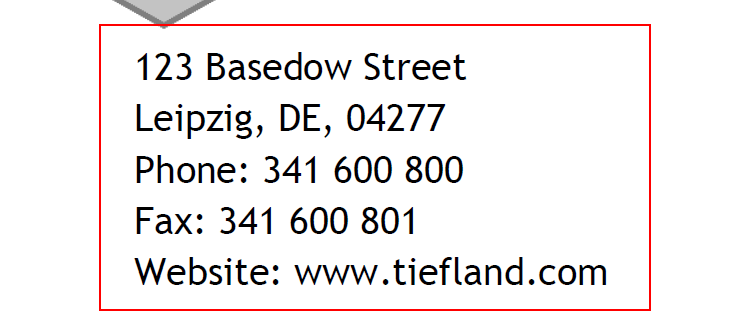 123 Basedow Street
Leipzig, DE, 04277
Phone: 341 600 800
Fax: 341 600 801
Website: www.tiefland.com